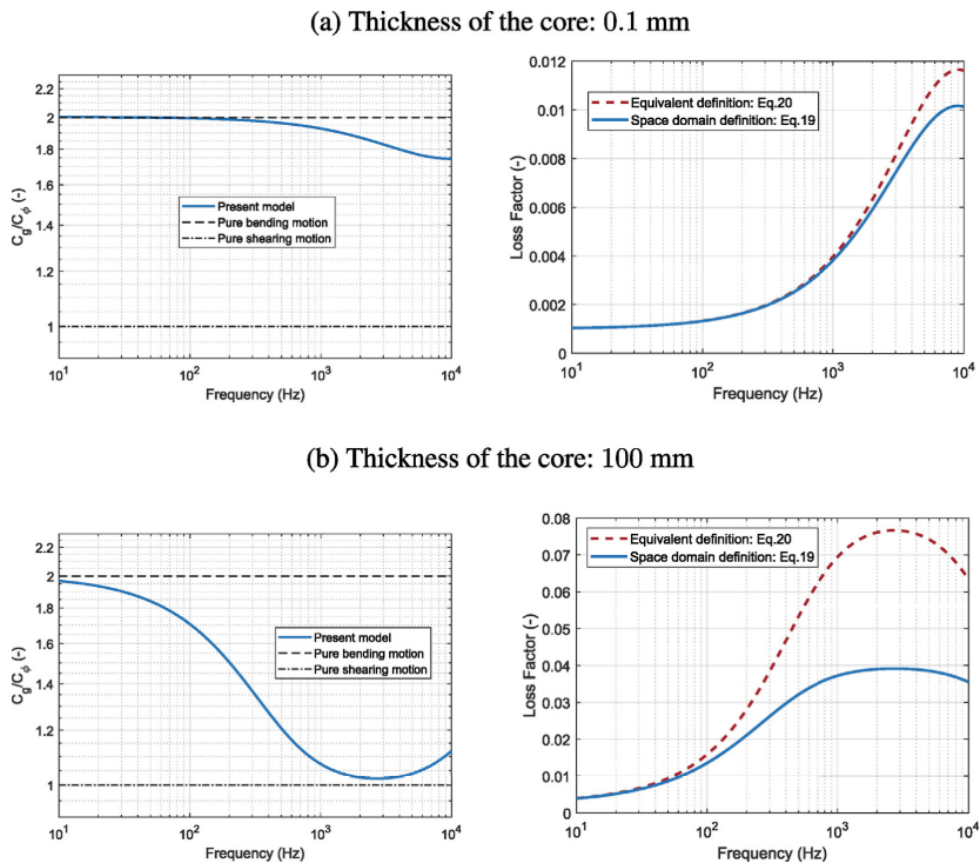 (a) Thickness of the core: 0.1 mm
2.2
2
1.8
1.6
1.4
1.2
1
C_g/C_ϕ (-)
Present model
Pure bending motion
Pure shearing motion
10^1
10^2
10^3
10^4
Frequency (Hz)
0.012
0.01
0.008
0.006
0.004
0.002
0
Loss Factor (-)
Equivalent definition: Eq.20
Space domain definition: Eq.19
10^1
10^2
10^3
10^4
Frequency (Hz)
(b) Thickness of the core: 100 mm
2.2
2
1.8
1.6
1.4
1.2
1
C_g/C_ϕ (-)
Present model
Pure bending motion
Pure shearing motion
10^1
10^2
10^3
10^4
Frequency (Hz)
0.08
0.07
0.06
0.05
0.04
0.03
0.02
0.01
0
Loss Factor (-)
Equivalent definition: Eq.20
Space domain definition: Eq.19
10^1
10^2
10^3
10^4
Frequency (Hz)